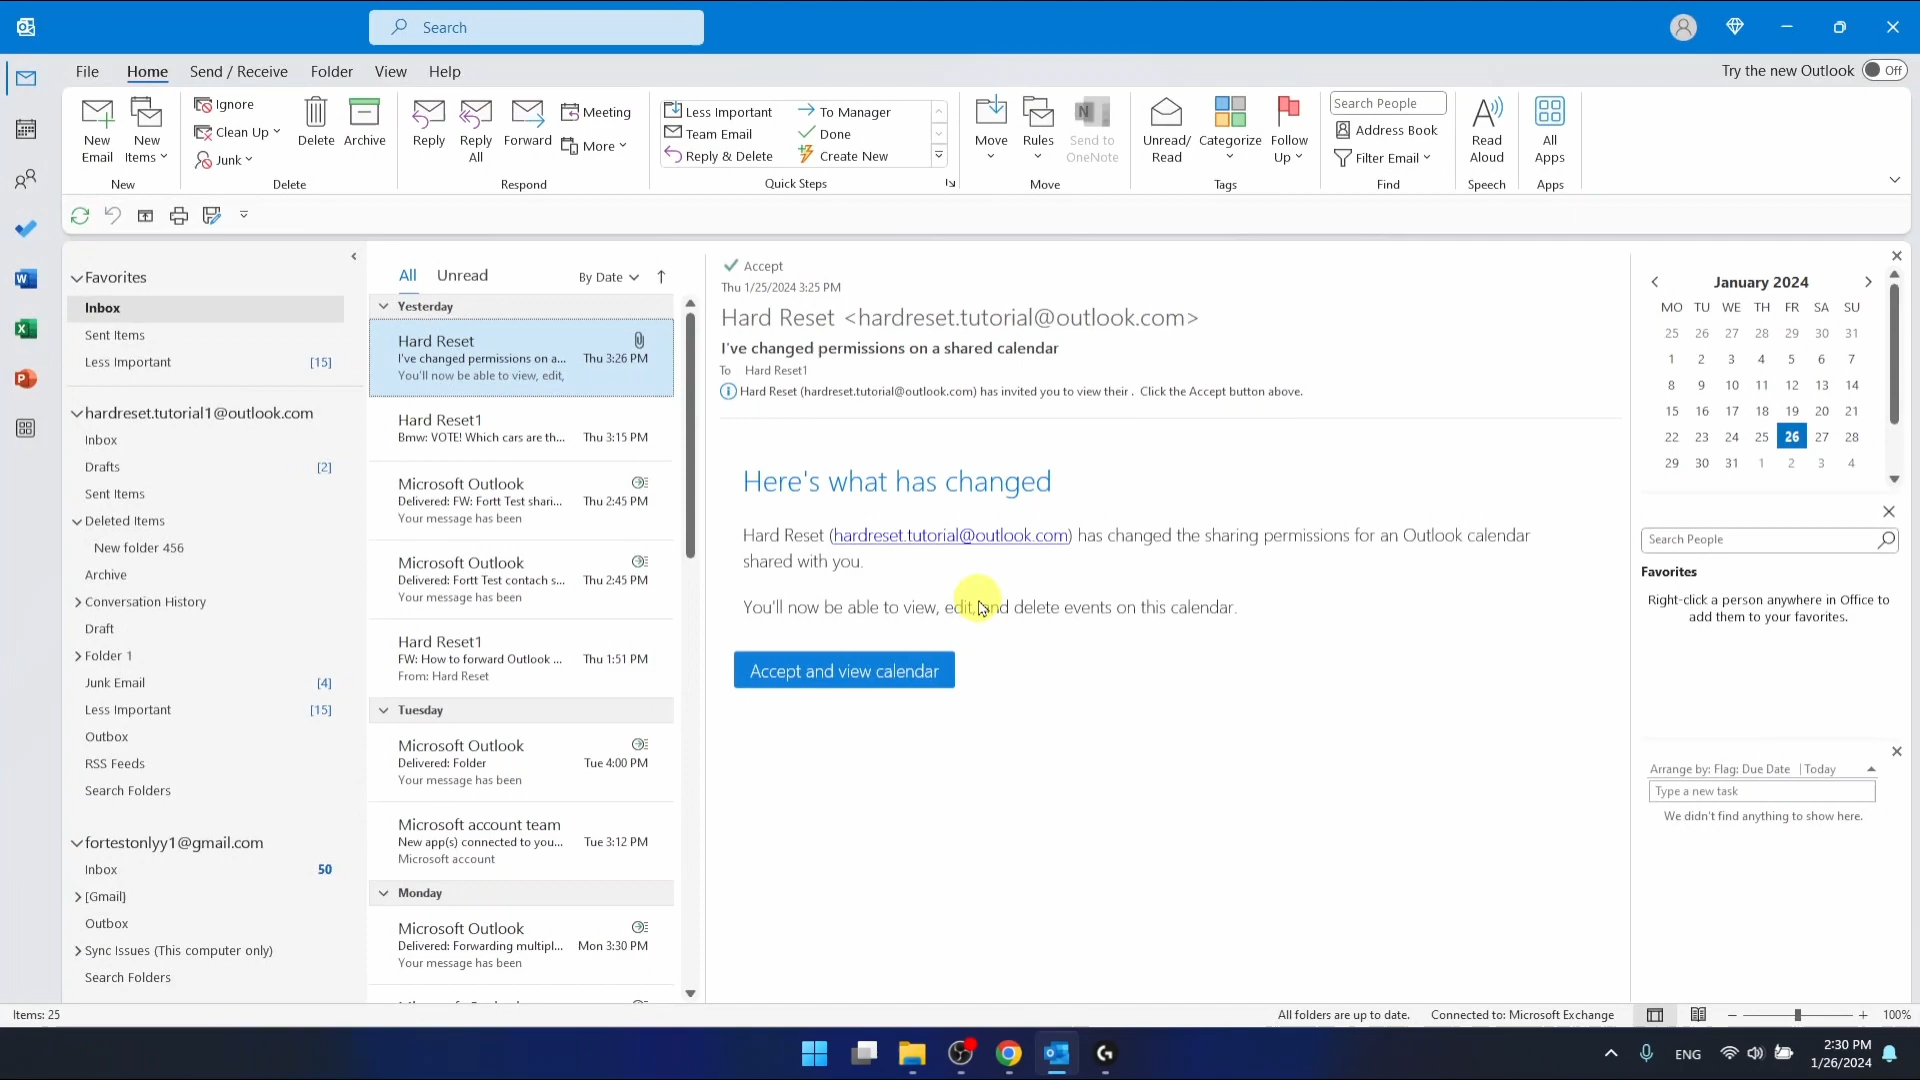 Search
File Home Send / Receive Folder View Help
Try the new Outlook Off
New Email
New Items
New
Ignore
Clean Up
Junk
Delete
Archive
Delete
Reply
Reply All
Forward
Meeting
More
Respond
Less Important
Team Email
Reply & Delete
To Manager
Done
Create New
Quick Steps
Move
Rules
Send to OneNote
Move
Unread/ Read
Categorize
Follow Up
Tags
Search People
Address Book
Filter Email
Find
Read Aloud
Speech
All Apps
Apps
Favorites
Inbox
Sent Items
Less Important [15]
hardreset.tutorial1@outlook.com
Inbox
Drafts [2]
Sent Items
Deleted Items
New folder 456
Archive
Conversation History
Draft
Folder 1
Junk Email [4]
Less Important [15]
Outbox
RSS Feeds
Search Folders
fortestonlyy1@gmail.com
Inbox 50
[Gmail]
Outbox
Sync Issues (This computer only)
Search Folders
All Unread By Date
Yesterday
Hard Reset
I've changed permissions on a... Thu 3:26 PM
You'll now be able to view, edit,
Hard Reset1
Bmw: VOTE! Which cars are th... Thu 3:15 PM
Microsoft Outlook
Delivered: FW: Fortt Test shari... Thu 2:45 PM
Your message has been
Microsoft Outlook
Delivered: Fortt Test contach s... Thu 2:45 PM
Your message has been
Hard Reset1
FW: How to forward Outlook ... Thu 1:51 PM
From: Hard Reset
Tuesday
Microsoft Outlook
Delivered: Folder Tue 4:00 PM
Your message has been
Microsoft account team
New app(s) connected to you... Tue 3:12 PM
Microsoft account
Monday
Microsoft Outlook
Delivered: Forwarding multipl... Mon 3:30 PM
Your message has been
Accept
Thu 1/25/2024 3:25 PM
Hard Reset <hardreset.tutorial@outlook.com>
I've changed permissions on a shared calendar
To Hard Reset1
Hard Reset (hardreset.tutorial@outlook.com) has invited you to view their . Click the Accept button above.
Here's what has changed
Hard Reset (hardreset.tutorial@outlook.com) has changed the sharing permissions for an Outlook calendar
shared with you.
You'll now be able to view, edit, and delete events on this calendar.
Accept and view calendar
January 2024
MO TU WE TH FR SA SU
25 26 27 28 29 30 31
1 2 3 4 5 6 7
8 9 10 11 12 13 14
15 16 17 18 19 20 21
22 23 24 25 26 27 28
29 30 31 1 2 3 4
Search People
Favorites
Right-click a person anywhere in Office to
add them to your favorites.
Arrange by: Flag: Due Date | Today
Type a new task
We didn't find anything to show here.
Items: 25
All folders are up to date. Connected to: Microsoft Exchange 100%
ENG
2:30 PM
1/26/2024